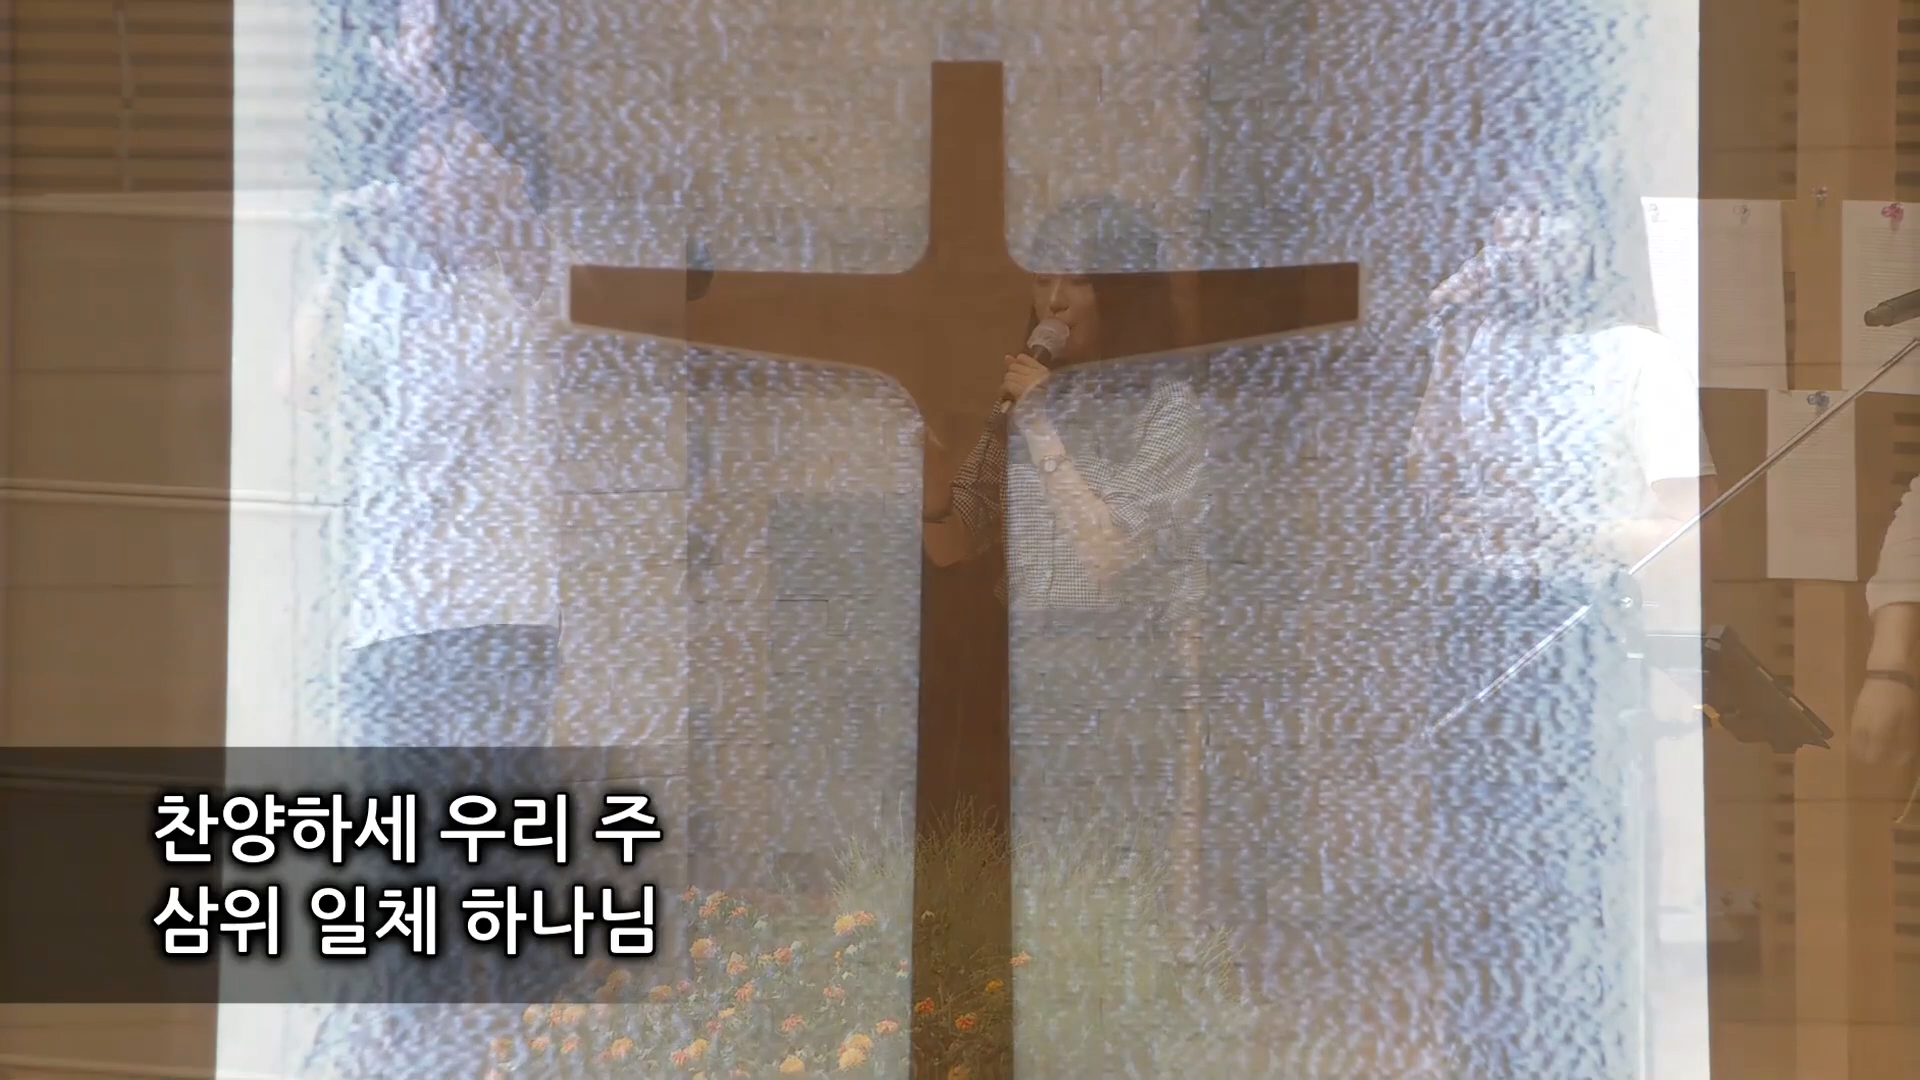 찬양하세 우리 주
삼위 일체 하나님